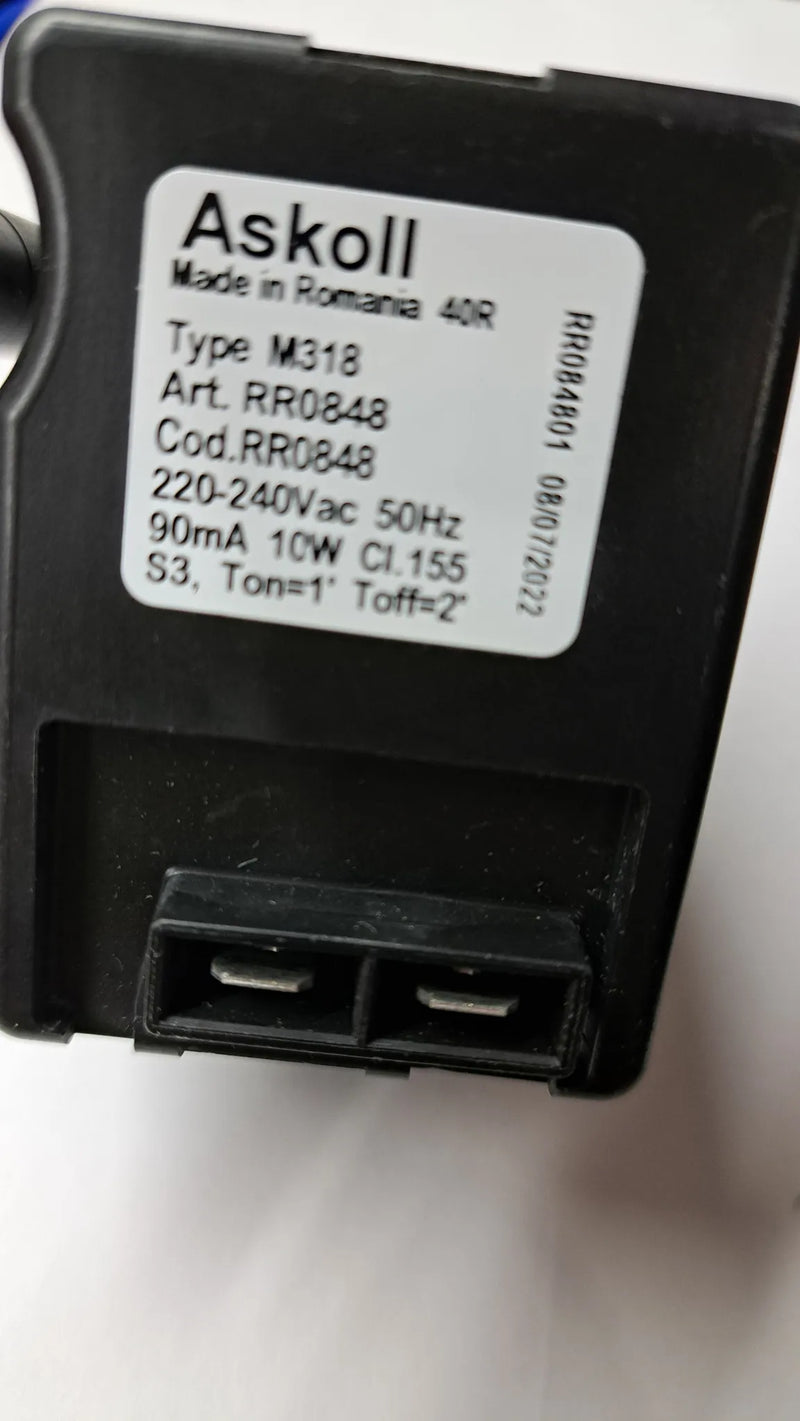 Askoll
Made in Romania 40R
Type M318
Art. RR0848
Cod.RR0848
220-240Vac 50Hz
90mA 10W Cl.155
S3, Ton=1' Toff=2'
RR084801 08/07/2022